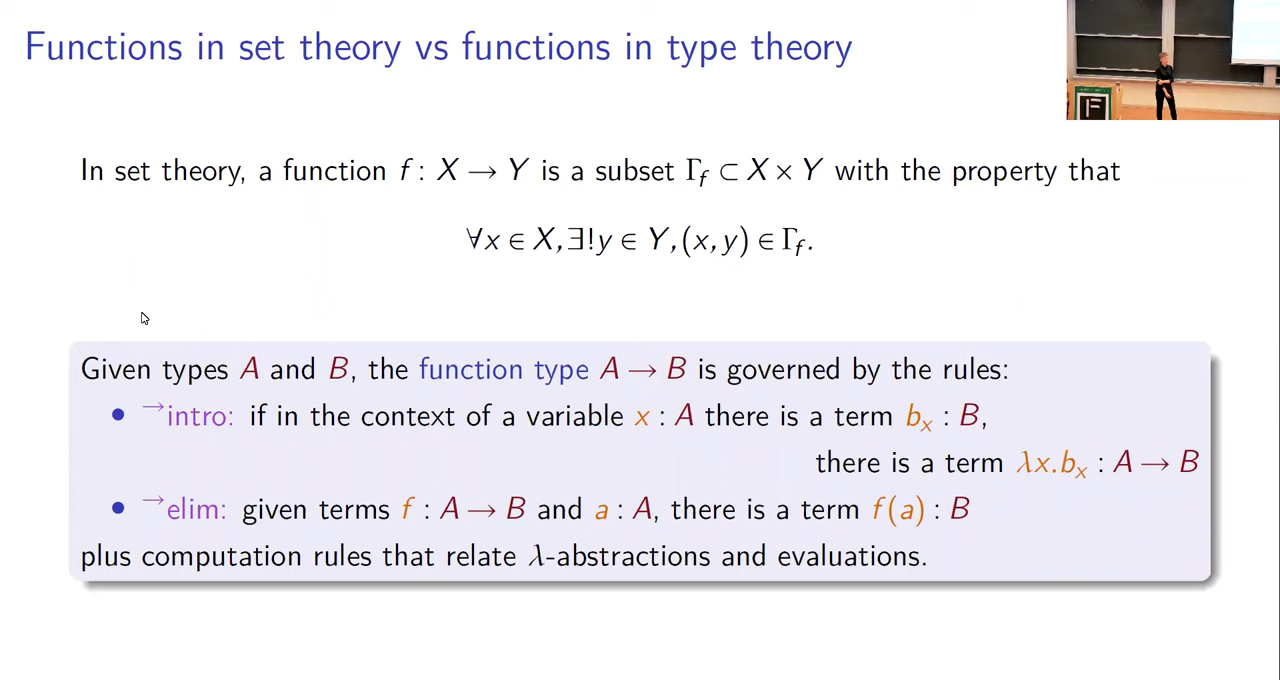 Functions in set theory vs functions in type theory
F
In set theory, a function f : X → Y is a subset Γ_f ⊂ X × Y with the property that
∀x ∈ X, ∃!y ∈ Y, (x, y) ∈ Γ_f.
Given types A and B, the function type A → B is governed by the rules:
• →intro: if in the context of a variable x : A there is a term b_x : B,
there is a term λx.b_x : A → B
• →elim: given terms f : A → B and a : A, there is a term f(a) : B
plus computation rules that relate λ-abstractions and evaluations.